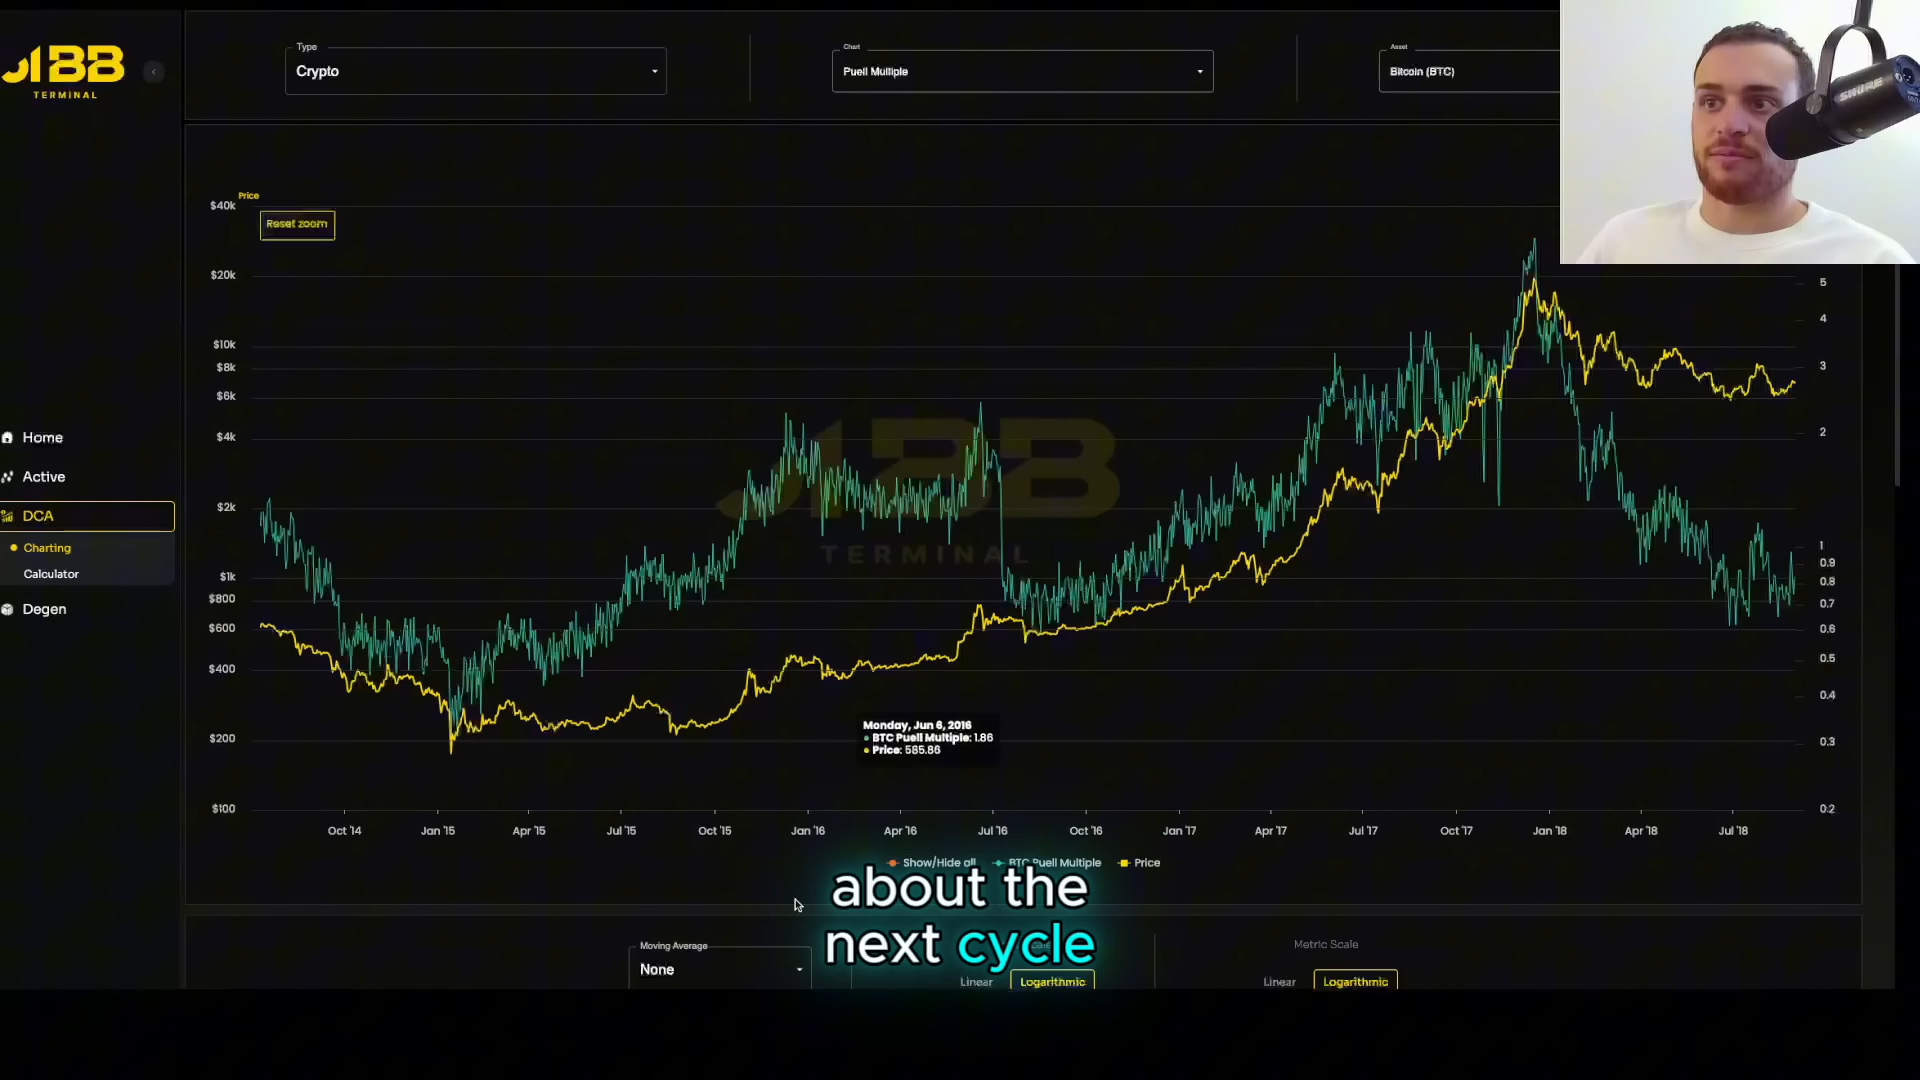 JBB
TERMINAL
Type
Crypto
Chart
Puell Multiple
Asset
Bitcoin (BTC)
SHURE
Home
Active
DCA
Charting
Calculator
Degen
Price
Reset zoom
$40k
$20k
$10k
$8k
$6k
$4k
$2k
$1k
$800
$600
$400
$200
$100
5
4
3
2
1
0.9
0.8
0.7
0.6
0.5
0.4
0.3
0.2
JBB
TERMINAL
Monday, Jun 6, 2016
BTC Puell Multiple: 1.86
Price: 585.86
Oct '14
Jan '15
Apr '15
Jul '15
Oct '15
Jan '16
Apr '16
Jul '16
Oct '16
Jan '17
Apr '17
Jul '17
Oct '17
Jan '18
Apr '18
Jul '18
Show/Hide all
BTC Puell Multiple
Price
about the
next cycle
Moving Average
None
Linear
Logarithmic
Metric Scale
Linear
Logarithmic